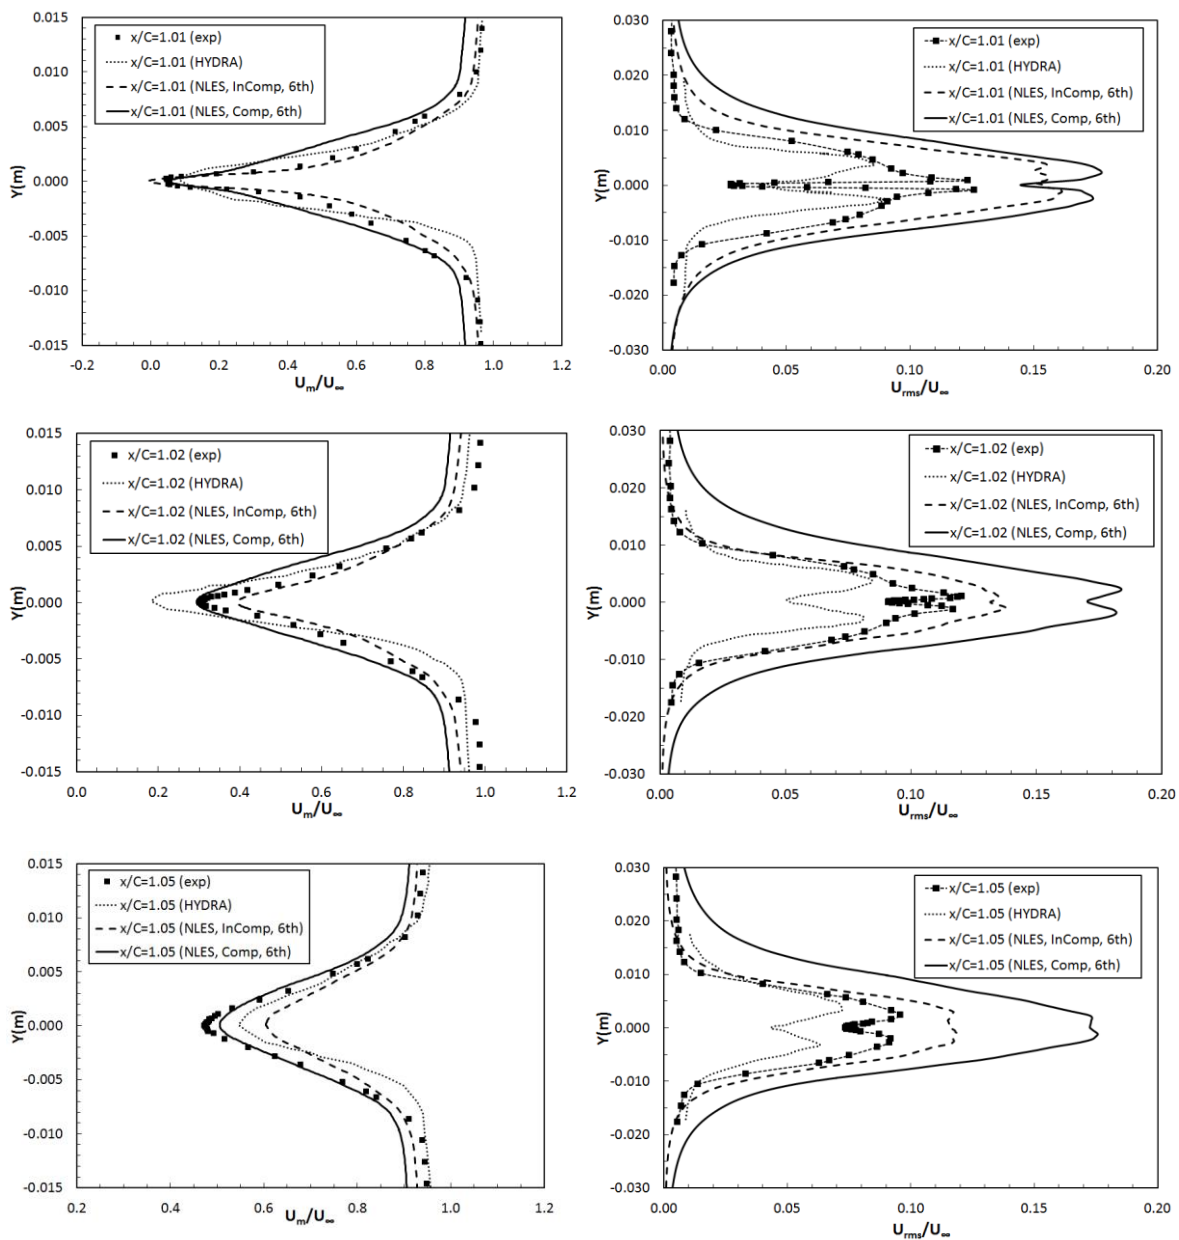 0.015
0.010
0.005
0.000
-0.005
-0.010
-0.015
Y(m)
x/C=1.01 (exp)
x/C=1.01 (HYDRA)
x/C=1.01 (NLES, InComp, 6th)
x/C=1.01 (NLES, Comp, 6th)
-0.2 0.0 0.2 0.4 0.6 0.8 1.0 1.2
Um/U∞
0.030
0.020
0.010
0.000
-0.010
-0.020
-0.030
Y(m)
x/C=1.01 (exp)
x/C=1.01 (HYDRA)
x/C=1.01 (NLES, InComp, 6th)
x/C=1.01 (NLES, Comp, 6th)
0.00 0.05 0.10 0.15 0.20
Urms/U∞
0.015
0.010
0.005
0.000
-0.005
-0.010
-0.015
Y(m)
x/C=1.02 (exp)
x/C=1.02 (HYDRA)
x/C=1.02 (NLES, InComp, 6th)
x/C=1.02 (NLES, Comp, 6th)
0.0 0.2 0.4 0.6 0.8 1.0 1.2
Um/U∞
0.030
0.020
0.010
0.000
-0.010
-0.020
-0.030
Y(m)
x/C=1.02 (exp)
x/C=1.02 (HYDRA)
x/C=1.02 (NLES, InComp, 6th)
x/C=1.02 (NLES, Comp, 6th)
0.00 0.05 0.10 0.15 0.20
Urms/U∞
0.015
0.010
0.005
0.000
-0.005
-0.010
-0.015
Y(m)
x/C=1.05 (exp)
x/C=1.05 (HYDRA)
x/C=1.05 (NLES, InComp, 6th)
x/C=1.05 (NLES, Comp, 6th)
0.2 0.4 0.6 0.8 1.0 1.2
Um/U∞
0.030
0.020
0.010
0.000
-0.010
-0.020
-0.030
Y(m)
x/C=1.05 (exp)
x/C=1.05 (HYDRA)
x/C=1.05 (NLES, InComp, 6th)
x/C=1.05 (NLES, Comp, 6th)
0.00 0.05 0.10 0.15 0.20
Urms/U∞